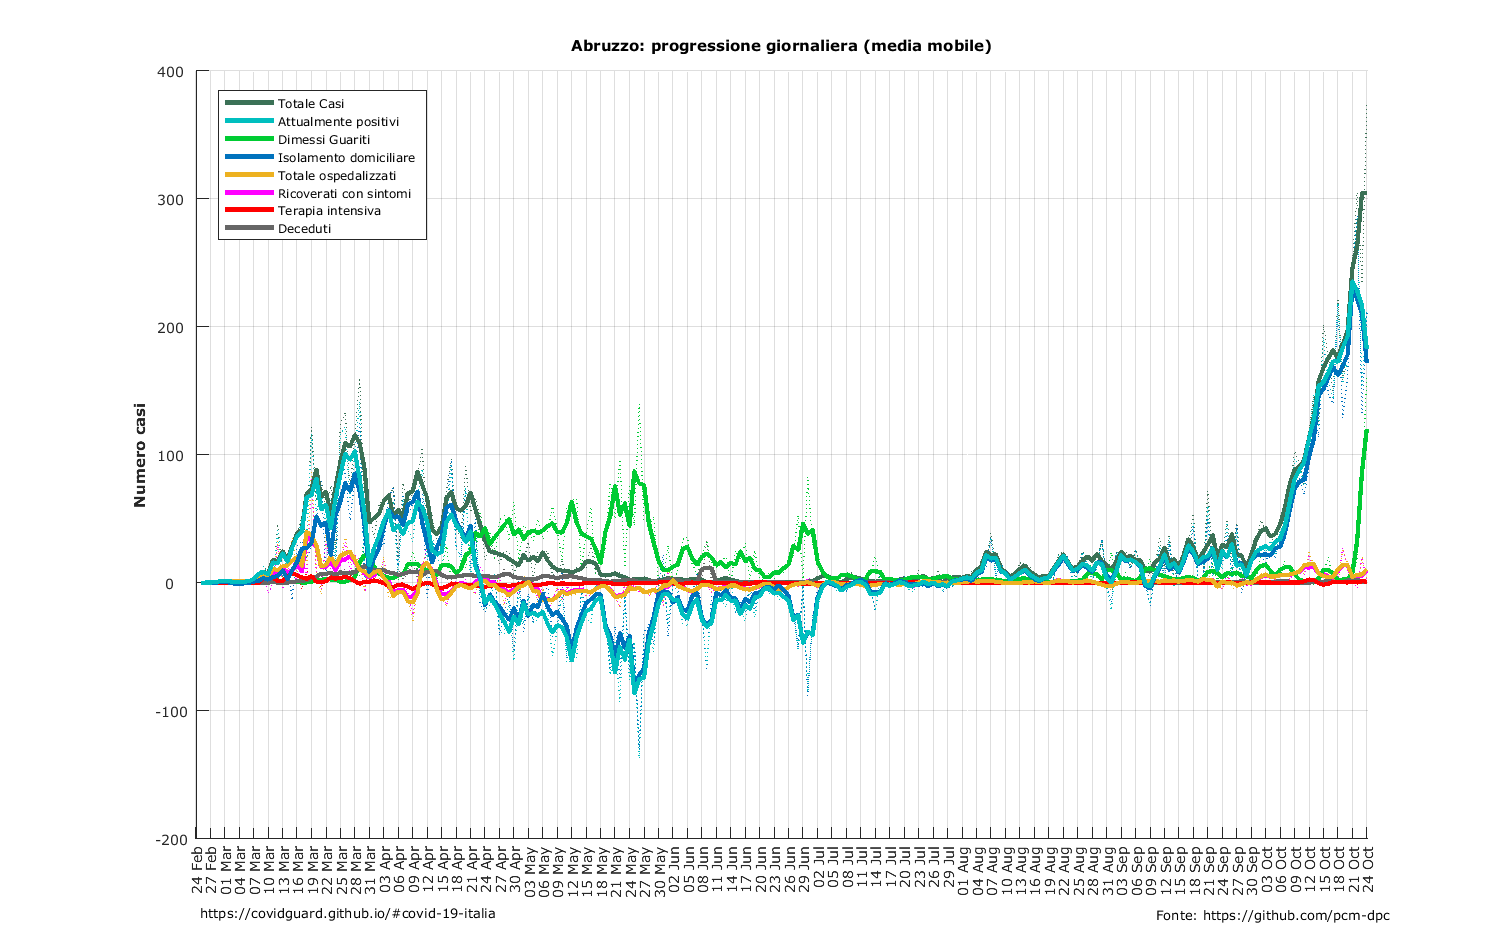 Abruzzo: progressione giornaliera (media mobile)
400
300
200
100
0
-100
-200
Numero casi
Totale Casi
Attualmente positivi
Dimessi Guariti
Isolamento domiciliare
Totale ospedalizzati
Ricoverati con sintomi
Terapia intensiva
Deceduti
24 Feb
27 Feb
01 Mar
04 Mar
07 Mar
10 Mar
13 Mar
16 Mar
19 Mar
22 Mar
25 Mar
28 Mar
31 Mar
03 Apr
06 Apr
09 Apr
12 Apr
15 Apr
18 Apr
21 Apr
24 Apr
27 Apr
30 Apr
03 May
06 May
09 May
12 May
15 May
18 May
21 May
24 May
27 May
30 May
02 Jun
05 Jun
08 Jun
11 Jun
14 Jun
17 Jun
20 Jun
23 Jun
26 Jun
29 Jun
02 Jul
05 Jul
08 Jul
11 Jul
14 Jul
17 Jul
20 Jul
23 Jul
26 Jul
29 Jul
01 Aug
04 Aug
07 Aug
10 Aug
13 Aug
16 Aug
19 Aug
22 Aug
25 Aug
28 Aug
31 Aug
03 Sep
06 Sep
09 Sep
12 Sep
15 Sep
18 Sep
21 Sep
24 Sep
27 Sep
30 Sep
03 Oct
06 Oct
09 Oct
12 Oct
15 Oct
18 Oct
21 Oct
24 Oct
https://covidguard.github.io/#covid-19-italia
Fonte: https://github.com/pcm-dpc